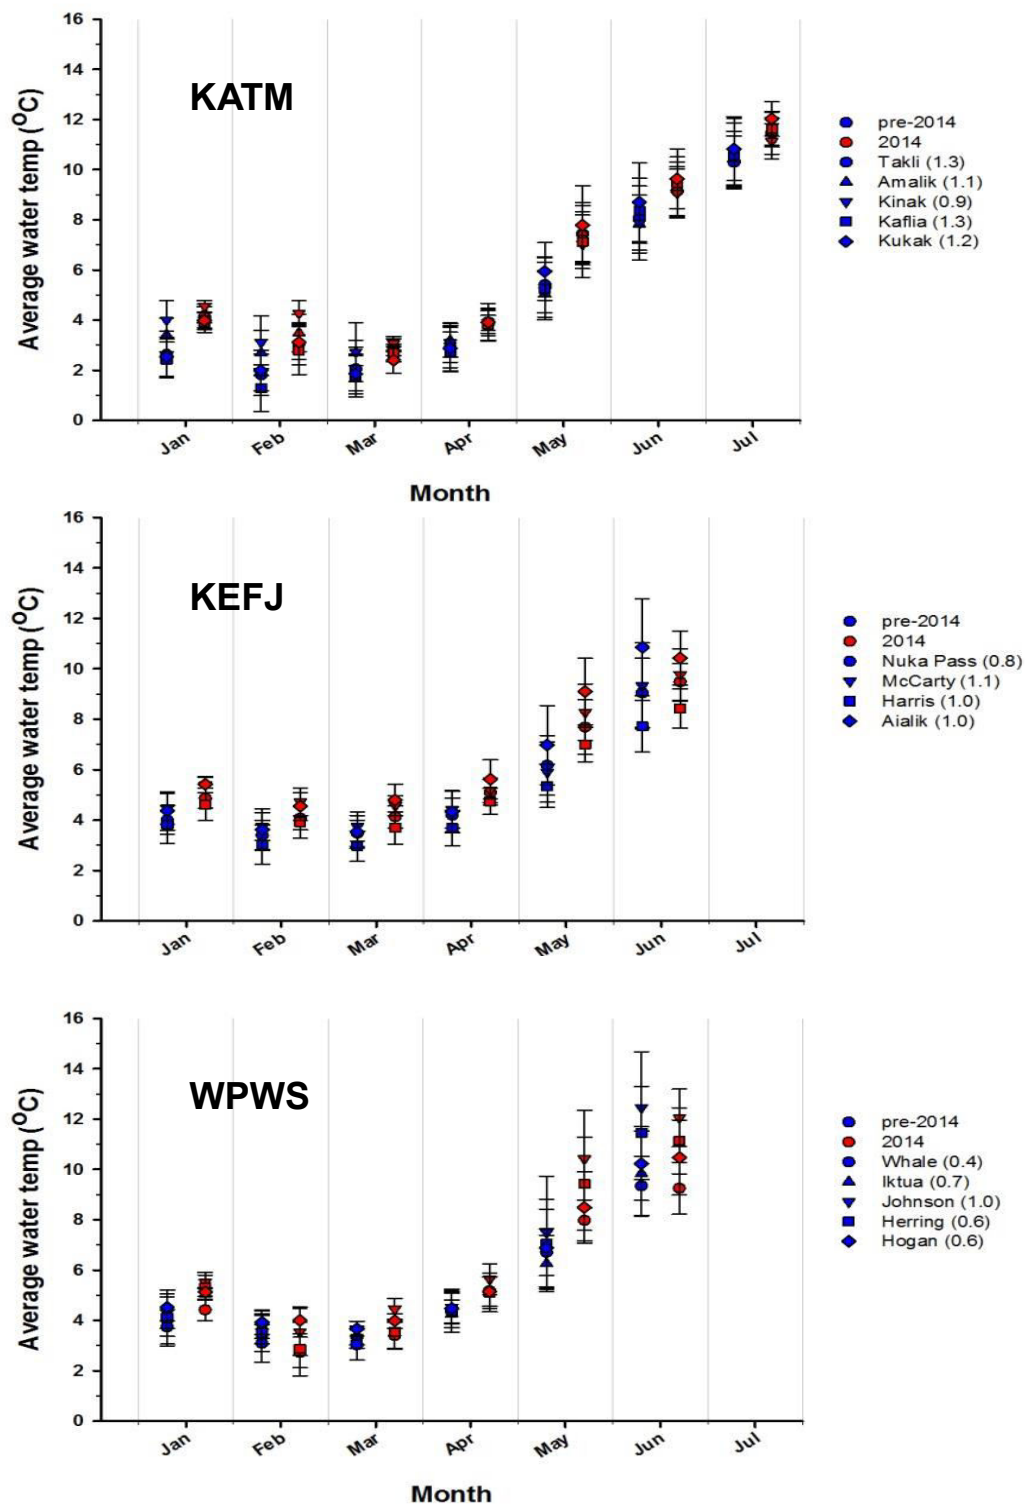 16
14
12
10
8
6
4
2
0
Average water temp (ºC)
KATM
pre-2014
2014
Takli (1.3)
Amalik (1.1)
Kinak (0.9)
Kaflia (1.3)
Kukak (1.2)
Jan
Feb
Mar
Apr
May
Jun
Jul
Month
16
14
12
10
8
6
4
2
0
Average water temp (ºC)
KEFJ
pre-2014
2014
Nuka Pass (0.8)
McCarty (1.1)
Harris (1.0)
Aialik (1.0)
Jan
Feb
Mar
Apr
May
Jun
Jul
16
14
12
10
8
6
4
2
0
Average water temp (ºC)
WPWS
pre-2014
2014
Whale (0.4)
Iktua (0.7)
Johnson (1.0)
Herring (0.6)
Hogan (0.6)
Jan
Feb
Mar
Apr
May
Jun
Jul
Month